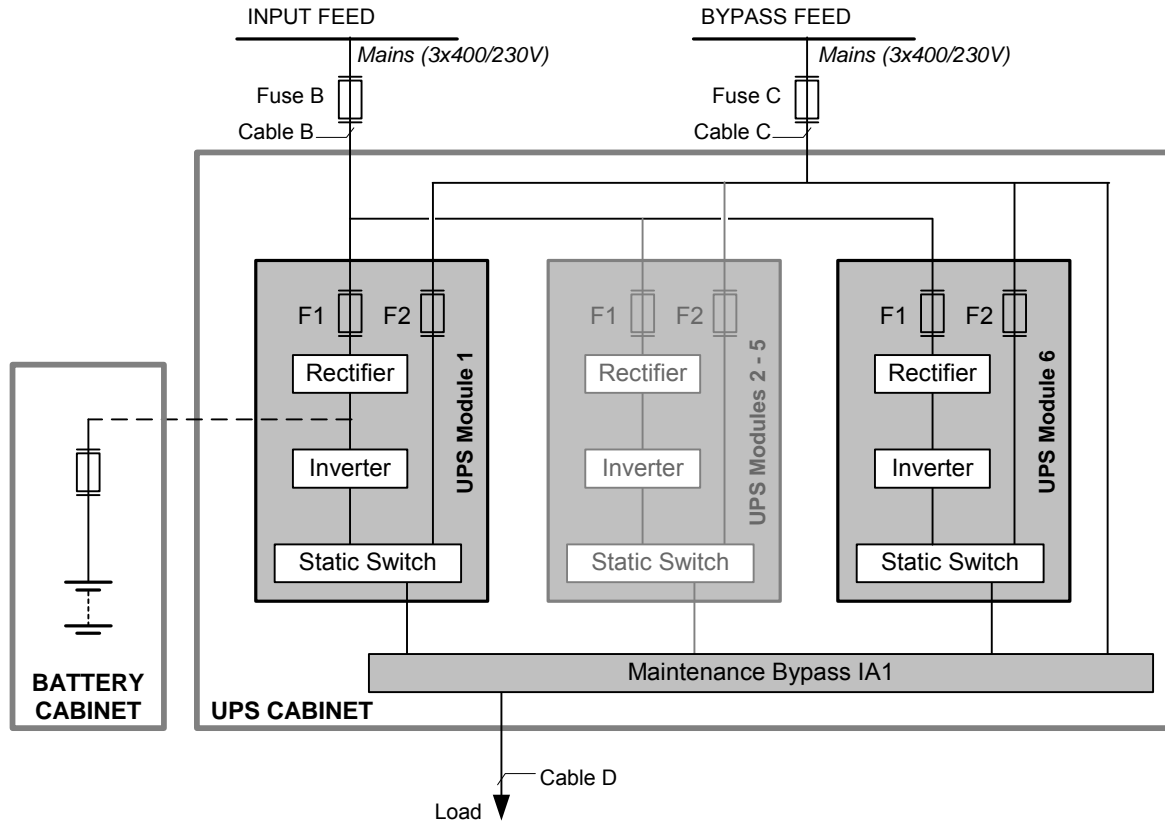 INPUT FEED
BYPASS FEED
Mains (3x400/230V)
Mains (3x400/230V)
Fuse B
Fuse C
Cable B
Cable C
F1
F2
Rectifier
Inverter
Static Switch
UPS Module 1
F1
F2
Rectifier
Inverter
Static Switch
UPS Modules 2 - 5
F1
F2
Rectifier
Inverter
Static Switch
UPS Module 6
Maintenance Bypass IA1
BATTERY
CABINET
UPS CABINET
Cable D
Load